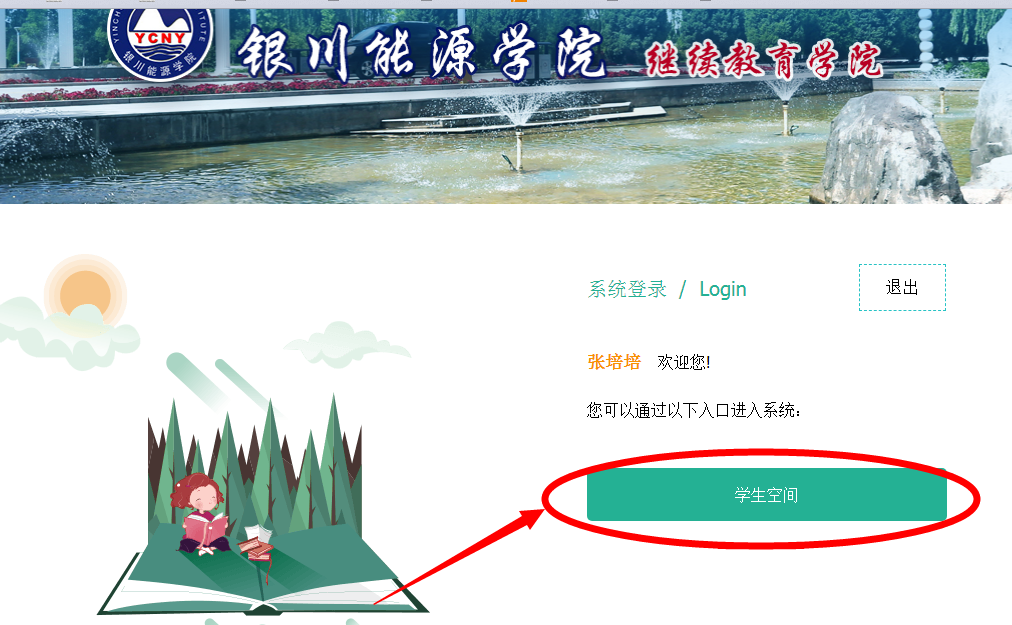 YCNY
银川能源学院
银川能源学院 继续教育学院
系统登录 / Login
退出
张培培 欢迎您!
您可以通过以下入口进入系统:
学生空间